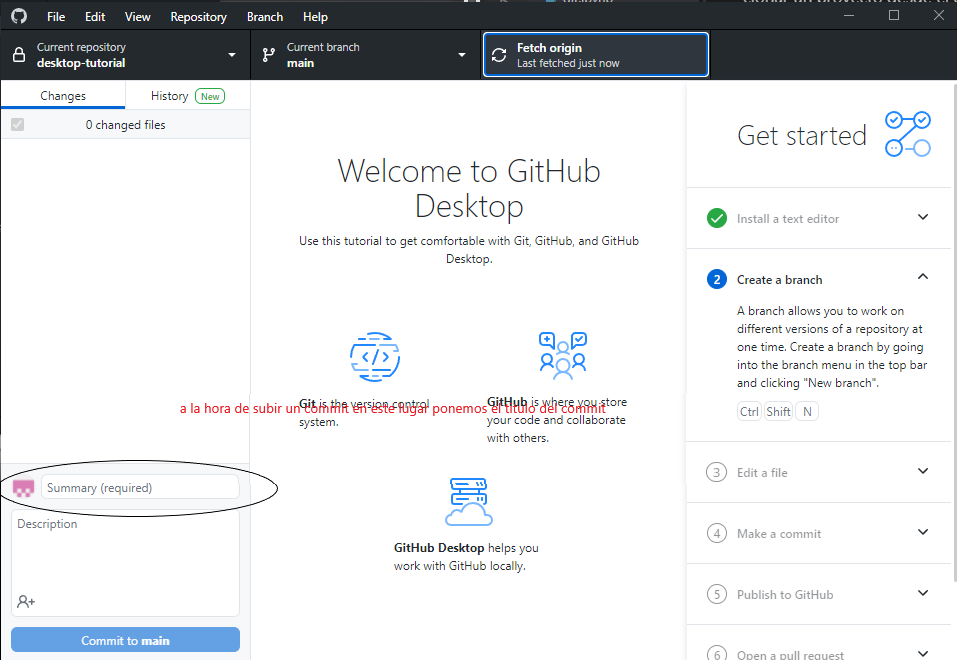 File Edit View Repository Branch Help
Current repository
desktop-tutorial
Current branch
main
Fetch origin
Last fetched just now
Changes
History New
0 changed files
Welcome to GitHub
Desktop
Use this tutorial to get comfortable with Git, GitHub, and GitHub
Desktop.
Git is the version control
system.
GitHub is where you store
your code and collaborate
with others.
a la hora de subir un commit en este lugar ponemos el titulo del commit
GitHub Desktop helps you
work with GitHub locally.
Summary (required)
Description
Commit to main
Get started
Install a text editor
2 Create a branch
A branch allows you to work on
different versions of a repository at
one time. Create a branch by going
into the branch menu in the top bar
and clicking "New branch".
Ctrl Shift N
3 Edit a file
4 Make a commit
5 Publish to GitHub
6 Open a pull request